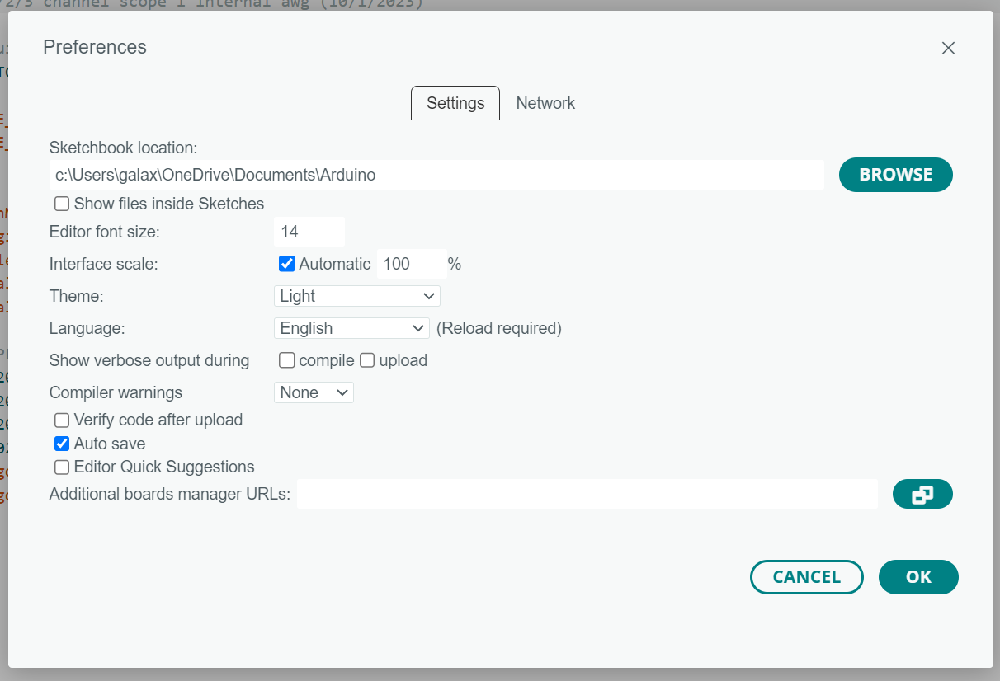 /2/3 channel scope 1 internal awg (10/1/2023)
Preferences
Settings Network
Sketchbook location:
c:\Users\galax\OneDrive\Documents\Arduino BROWSE
Show files inside Sketches
Editor font size: 14
Interface scale: Automatic 100 %
Theme: Light
Language: English (Reload required)
Show verbose output during compile upload
Compiler warnings None
Verify code after upload
Auto save
Editor Quick Suggestions
Additional boards manager URLs:
CANCEL OK